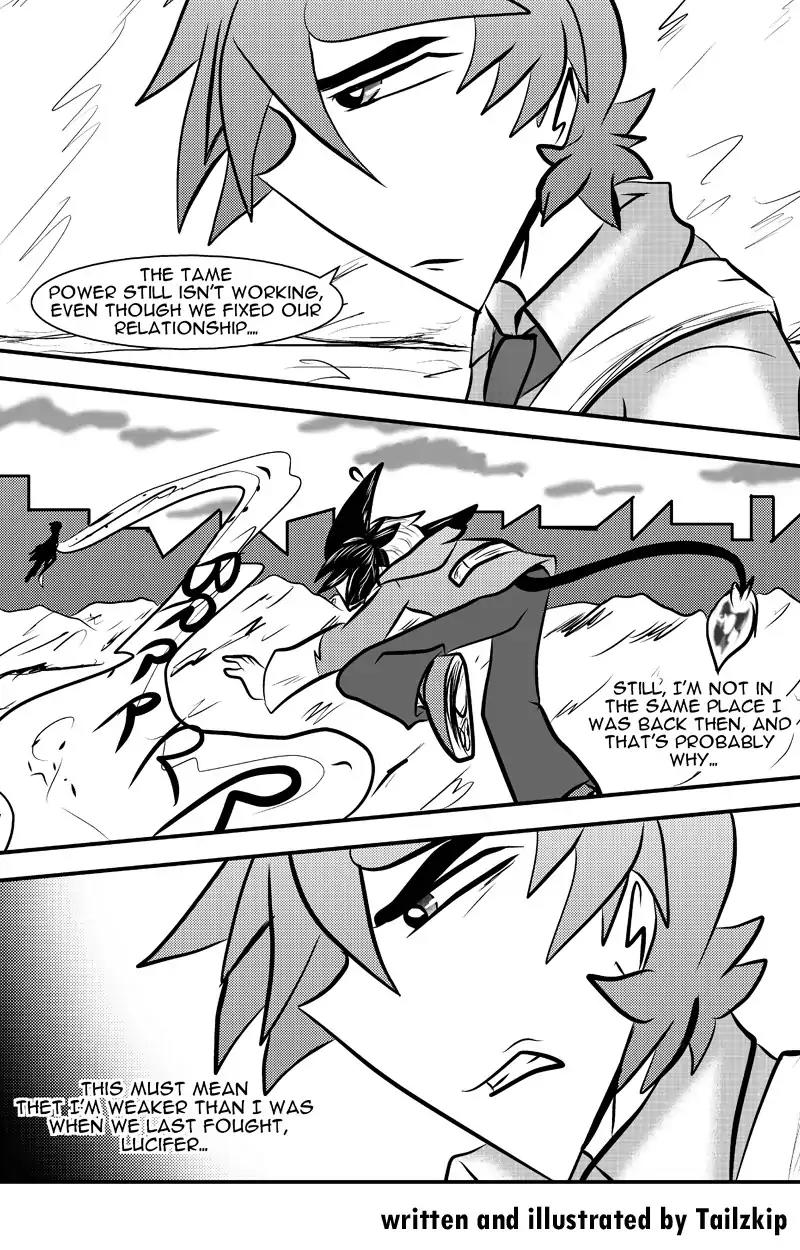 THE TAME
POWER STILL ISN'T WORKING,
EVEN THOUGH WE FIXED OUR
RELATIONSHIP....
BRRRRR
STILL, I'M NOT IN
THE SAME PLACE I
WAS BACK THEN, AND
THAT'S PROBABLY
WHY...
THIS MUST MEAN
THET I'M WEAKER THAN I WAS
WHEN WE LAST FOUGHT,
LUCIFER...
written and illustrated by Tailzkip